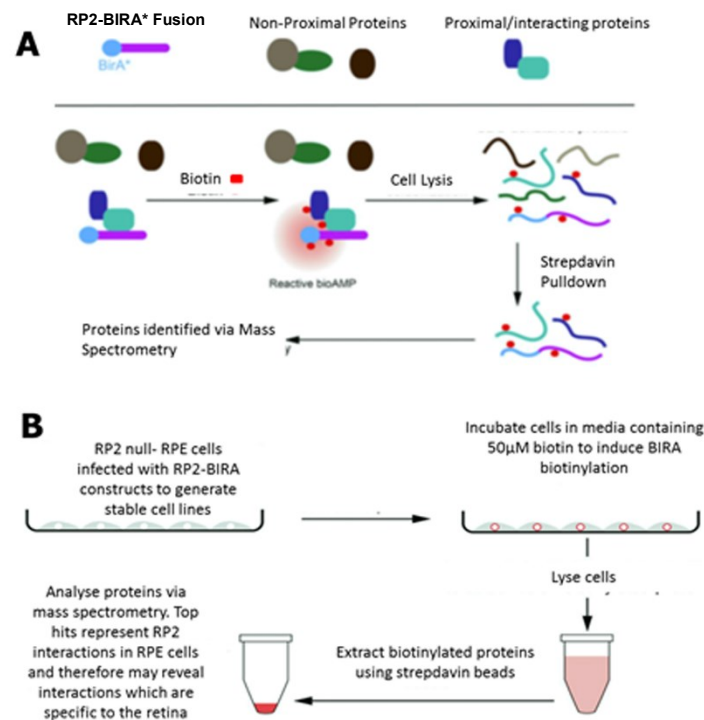 A
RP2-BIRA* Fusion
BirA*
Non-Proximal Proteins
Proximal/interacting proteins
Biotin
Cell Lysis
Reactive bioAMP
Strepdavin
Pulldown
Proteins identified via Mass
Spectrometry
B
RP2 null- RPE cells
infected with RP2-BIRA
constructs to generate
stable cell lines
Incubate cells in media containing
50µM biotin to induce BIRA
biotinylation
Lyse cells
Extract biotinylated proteins
using strepdavin beads
Analyse proteins via
mass spectrometry. Top
hits represent RP2
interactions in RPE cells
and therefore may reveal
interactions which are
specific to the retina